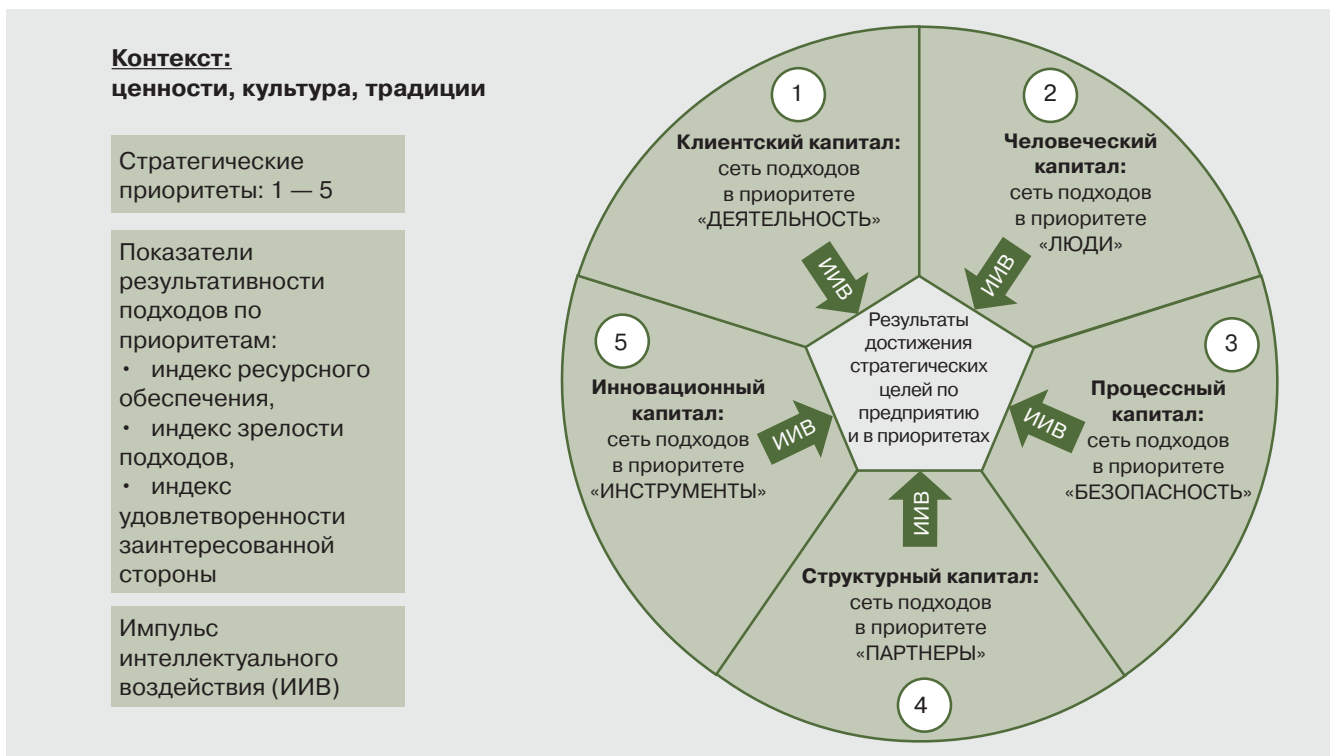 Контекст:
ценности, культура, традиции
Стратегические
приоритеты: 1 — 5
Показатели
результативности
подходов по
приоритетам:
• индекс ресурсного
обеспечения,
• индекс зрелости
подходов,
• индекс
удовлетворенности
заинтересованной
стороны
Импульс
интеллектуального
воздействия (ИИВ)
1
Клиентский капитал:
сеть подходов
в приоритете
«ДЕЯТЕЛЬНОСТЬ»
ИИВ
2
Человеческий
капитал:
сеть подходов
в приоритете
«ЛЮДИ»
ИИВ
3
Процессный
капитал:
сеть подходов
в приоритете
«БЕЗОПАСНОСТЬ»
ИИВ
Структурный капитал:
сеть подходов
в приоритете
«ПАРТНЕРЫ»
4
ИИВ
5
Инновационный
капитал:
сеть подходов
в приоритете
«ИНСТРУМЕНТЫ»
ИИВ
Результаты
достижения
стратегических
целей по
предприятию
и в приоритетах